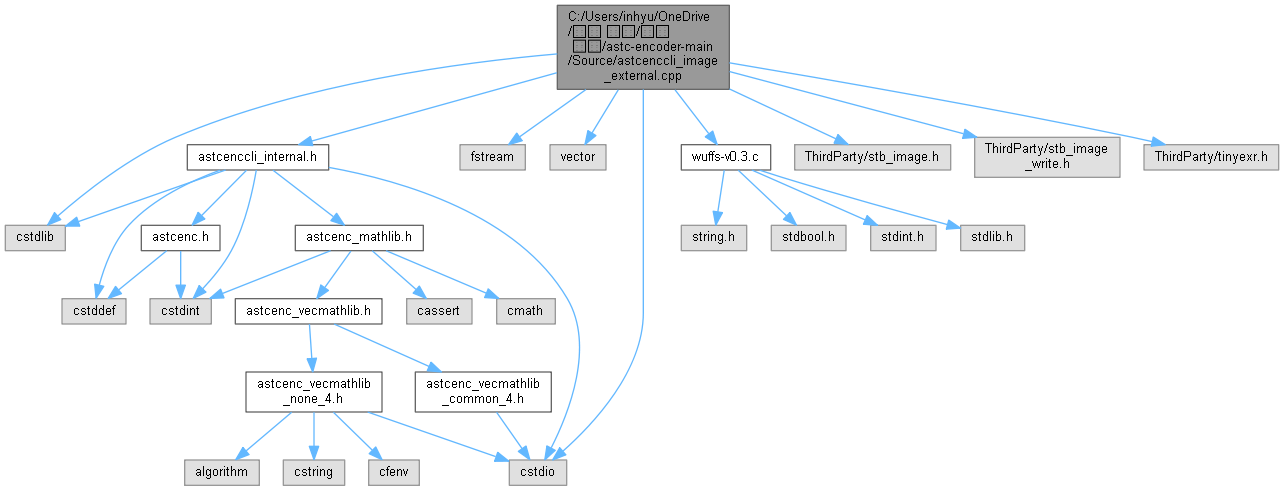 C:/Users/inhyu/OneDrive
/□□ □□/□□
□□/astc-encoder-main
/Source/astcenccli_image
_external.cpp
astcenccli_internal.h
fstream
vector
wuffs-v0.3.c
ThirdParty/stb_image.h
ThirdParty/stb_image
_write.h
ThirdParty/tinyexr.h
cstdlib
astcenc.h
astcenc_mathlib.h
string.h
stdbool.h
stdint.h
stdlib.h
cstddef
cstdint
astcenc_vecmathlib.h
cassert
cmath
astcenc_vecmathlib
_none_4.h
astcenc_vecmathlib
_common_4.h
algorithm
cstring
cfenv
cstdio